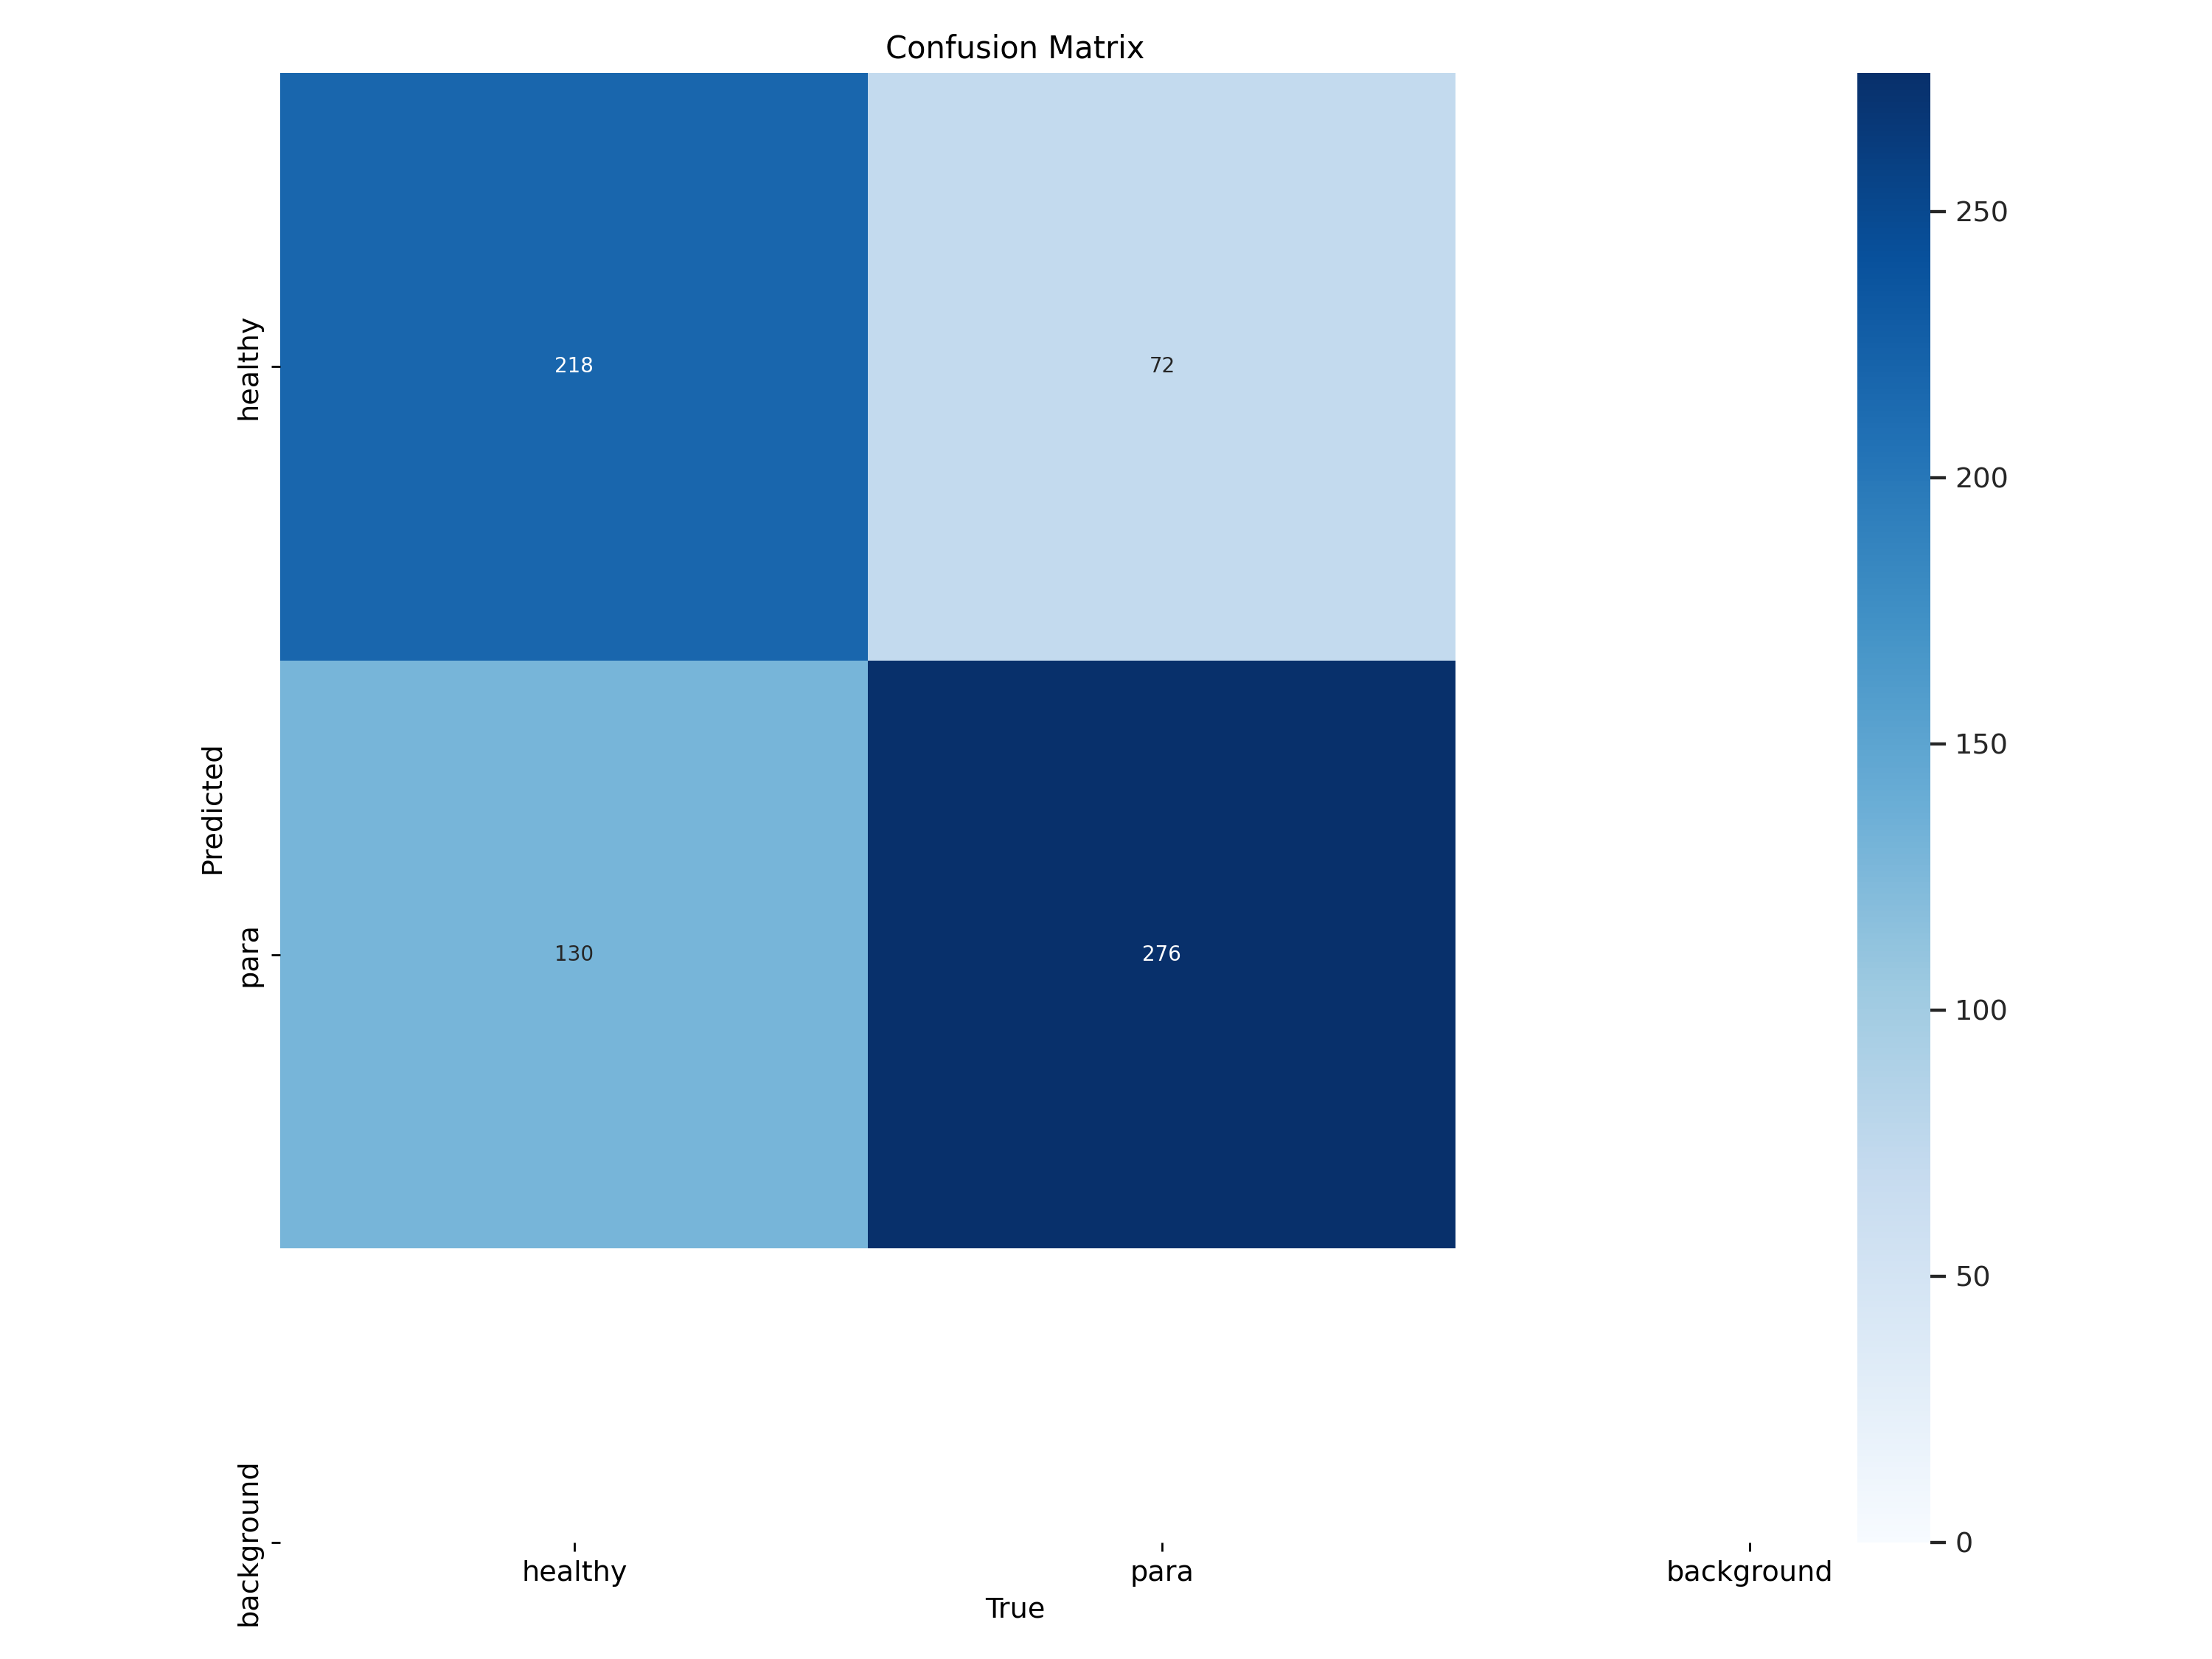 Confusion Matrix
healthy
218
72
para
130
276
background
Predicted
healthy
para
background
True
250
200
150
100
50
0